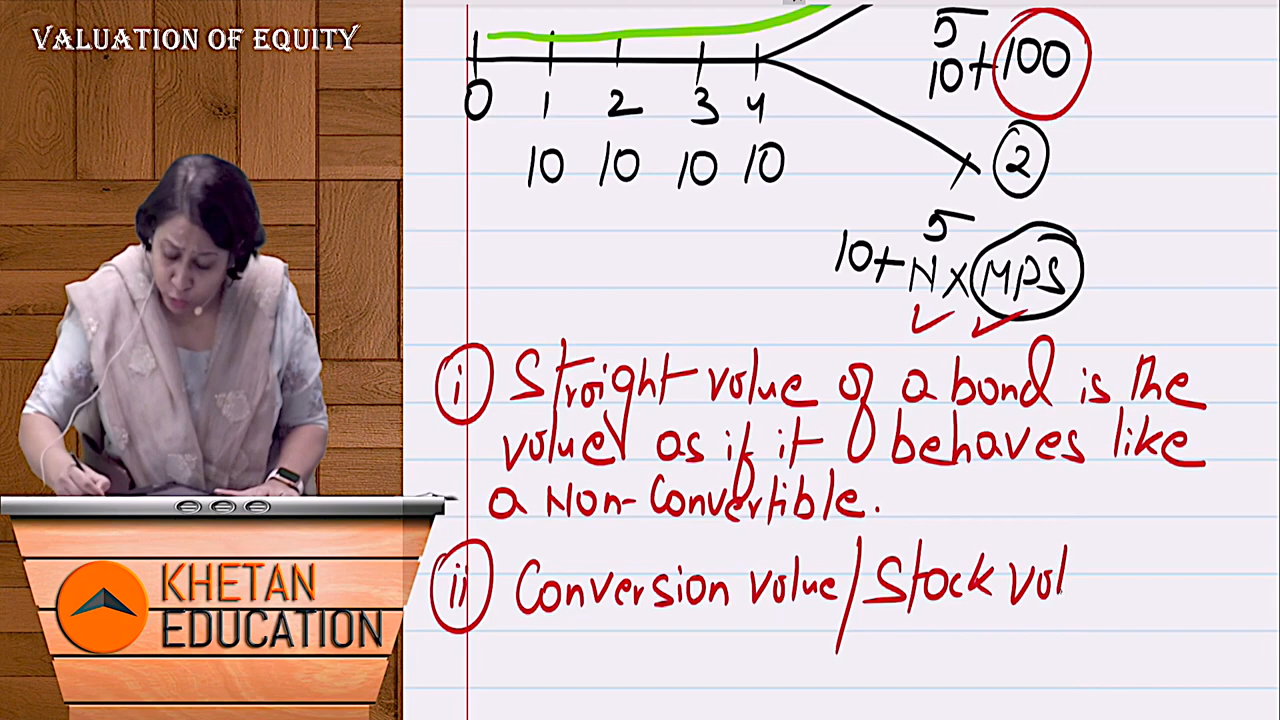 VALUATION OF EQUITY
5
10+100
0 1 2 3 4
10 10 10 10
2
5
10+N×MPS
i) Straight value of a bond is the
value as if it behaves like
a Non-Convertible.
ii) Conversion value/Stock val
KHETAN
EDUCATION